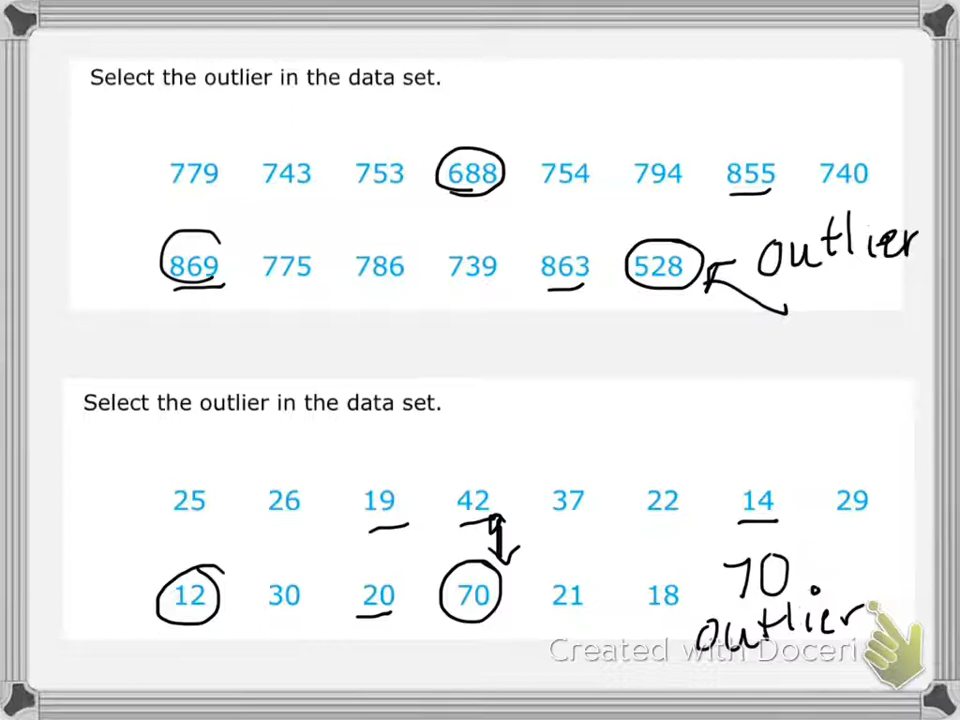 Select the outlier in the data set.
779 743 753 688 754 794 855 740
outlier
869 775 786 739 863 528
Select the outlier in the data set.
25 26 19 42 37 22 14 29
12 30 20 70 21 18 70.
outlier
Created with Doceri